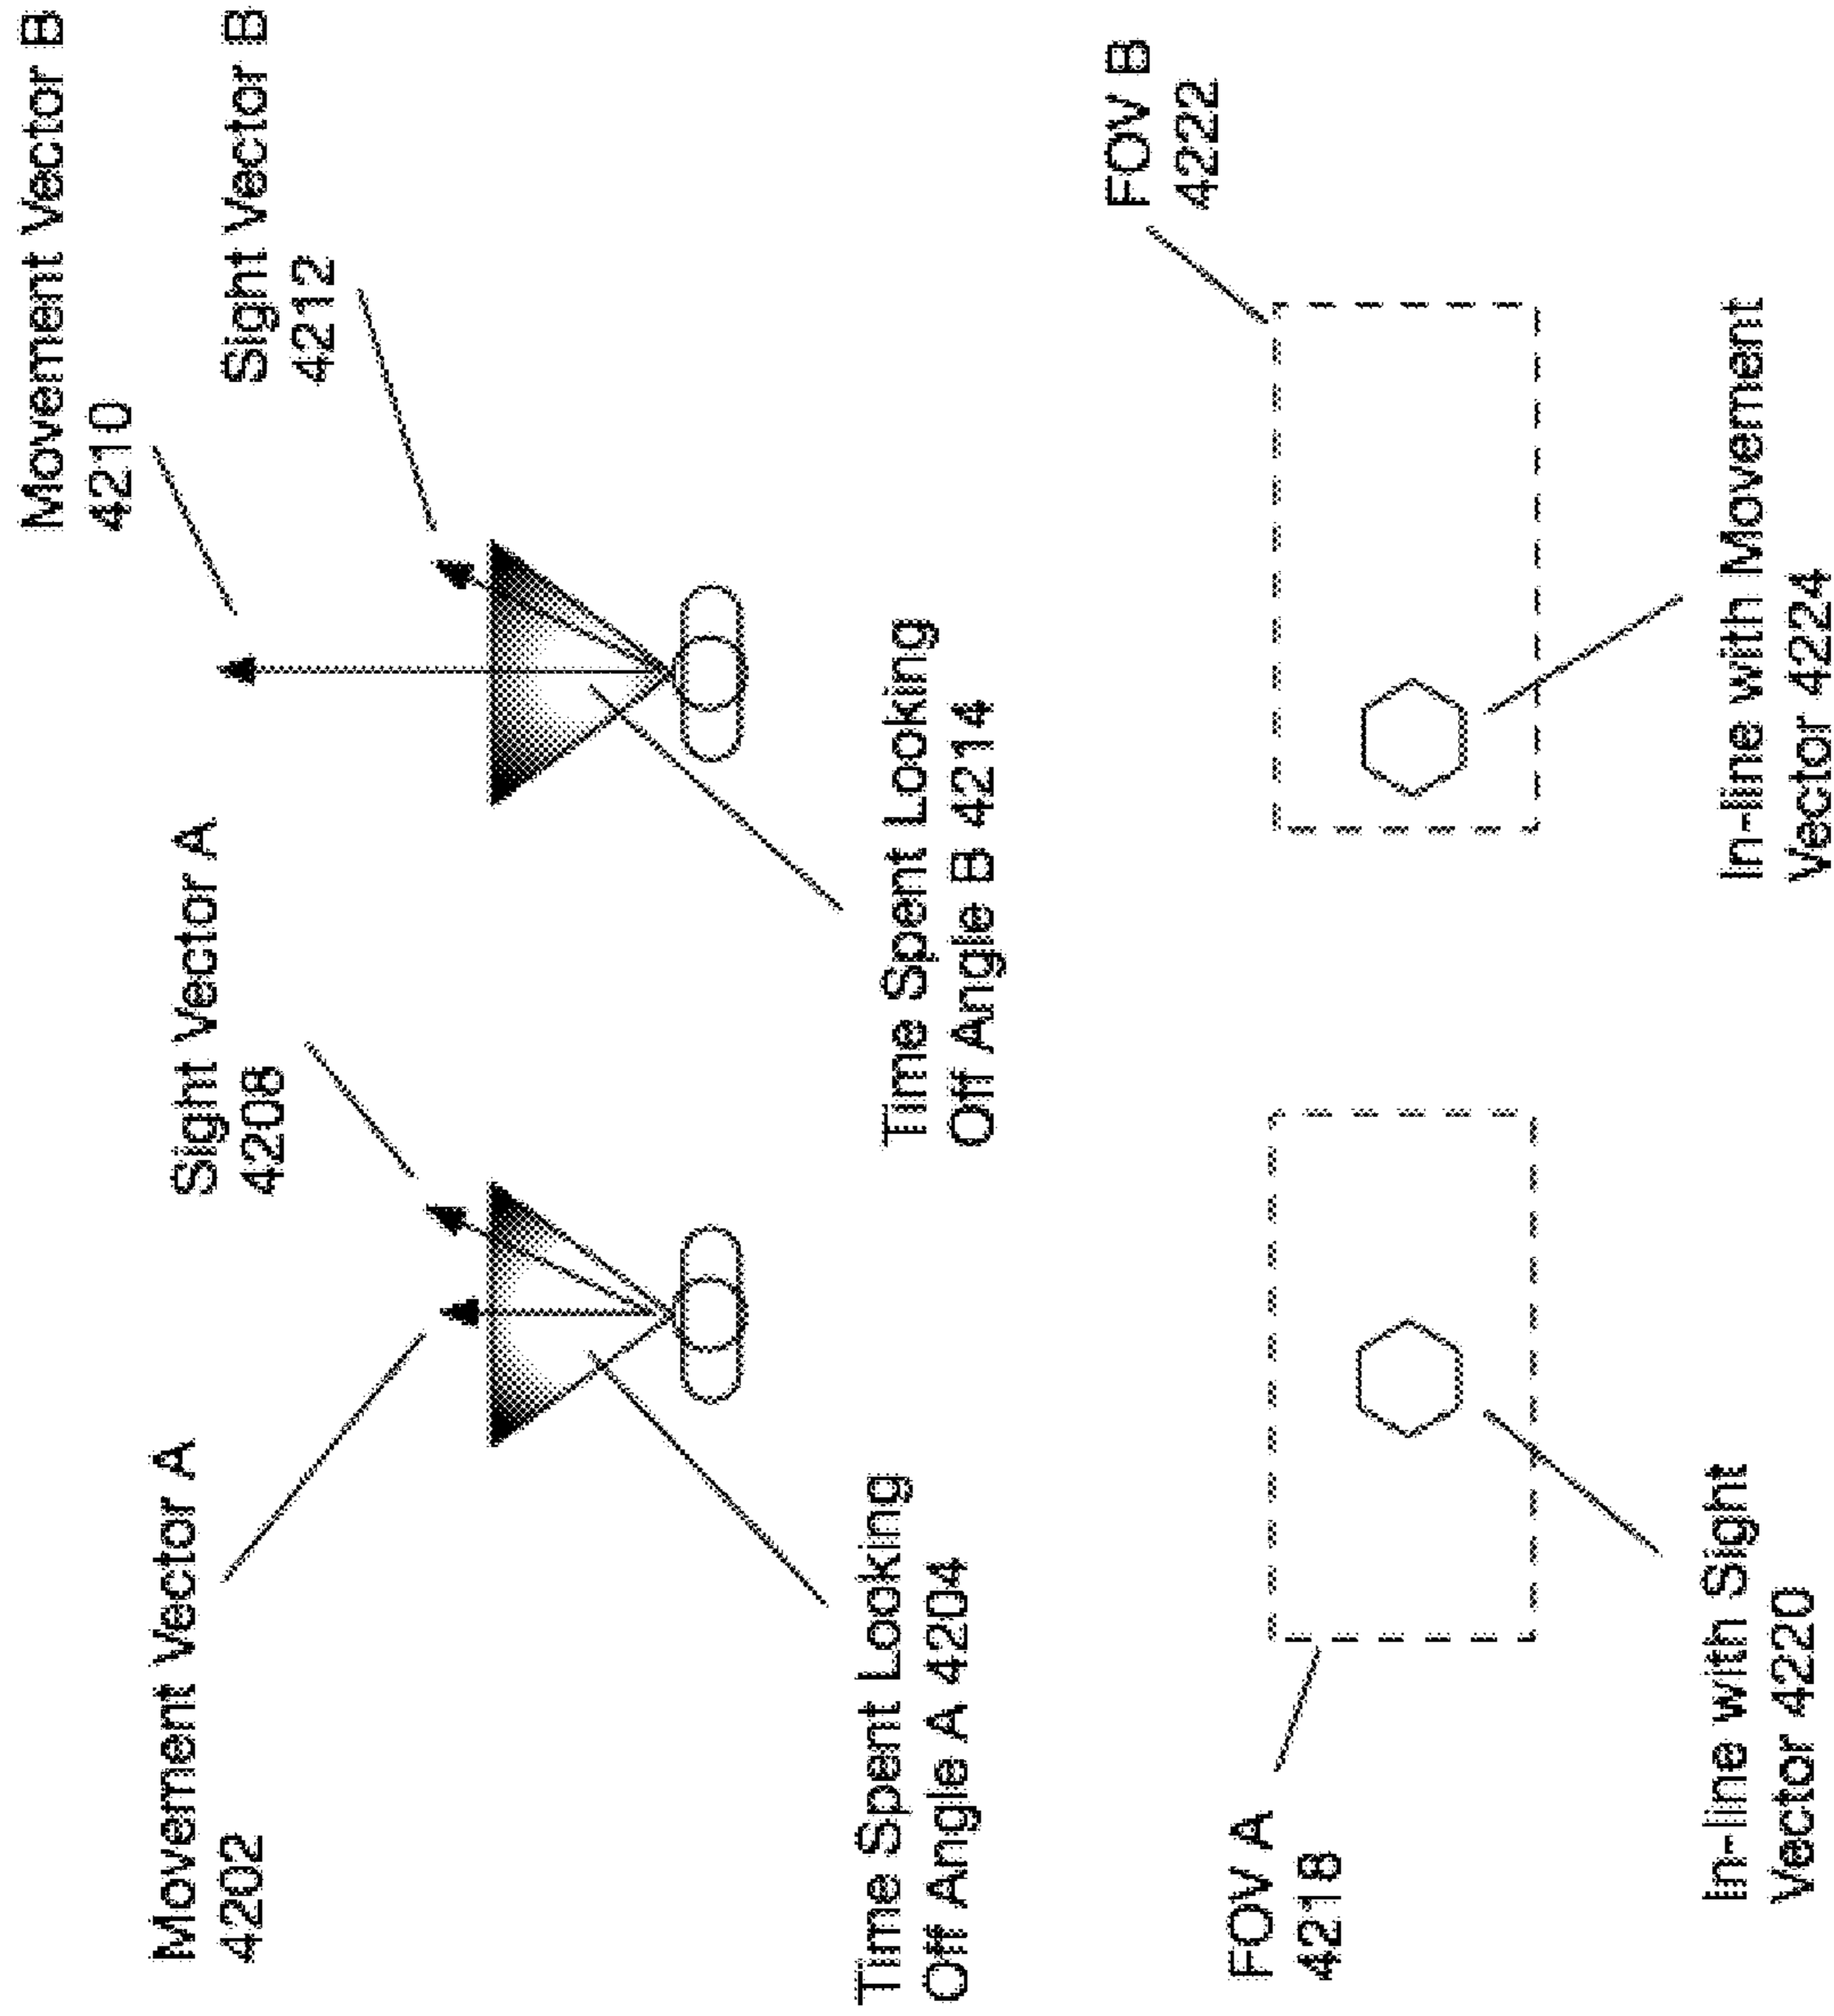 Movement Vector A
4202
Sight Vector A
4208
Movement Vector B
4210
Sight Vector B
4212
Time Spent Looking
Off Angle A 4204
Time Spent Looking
Off Angle B 4214
FOV A
4218
FOV B
4222
In-line with Sight
Vector 4220
In-line with Movement
Vector 4224